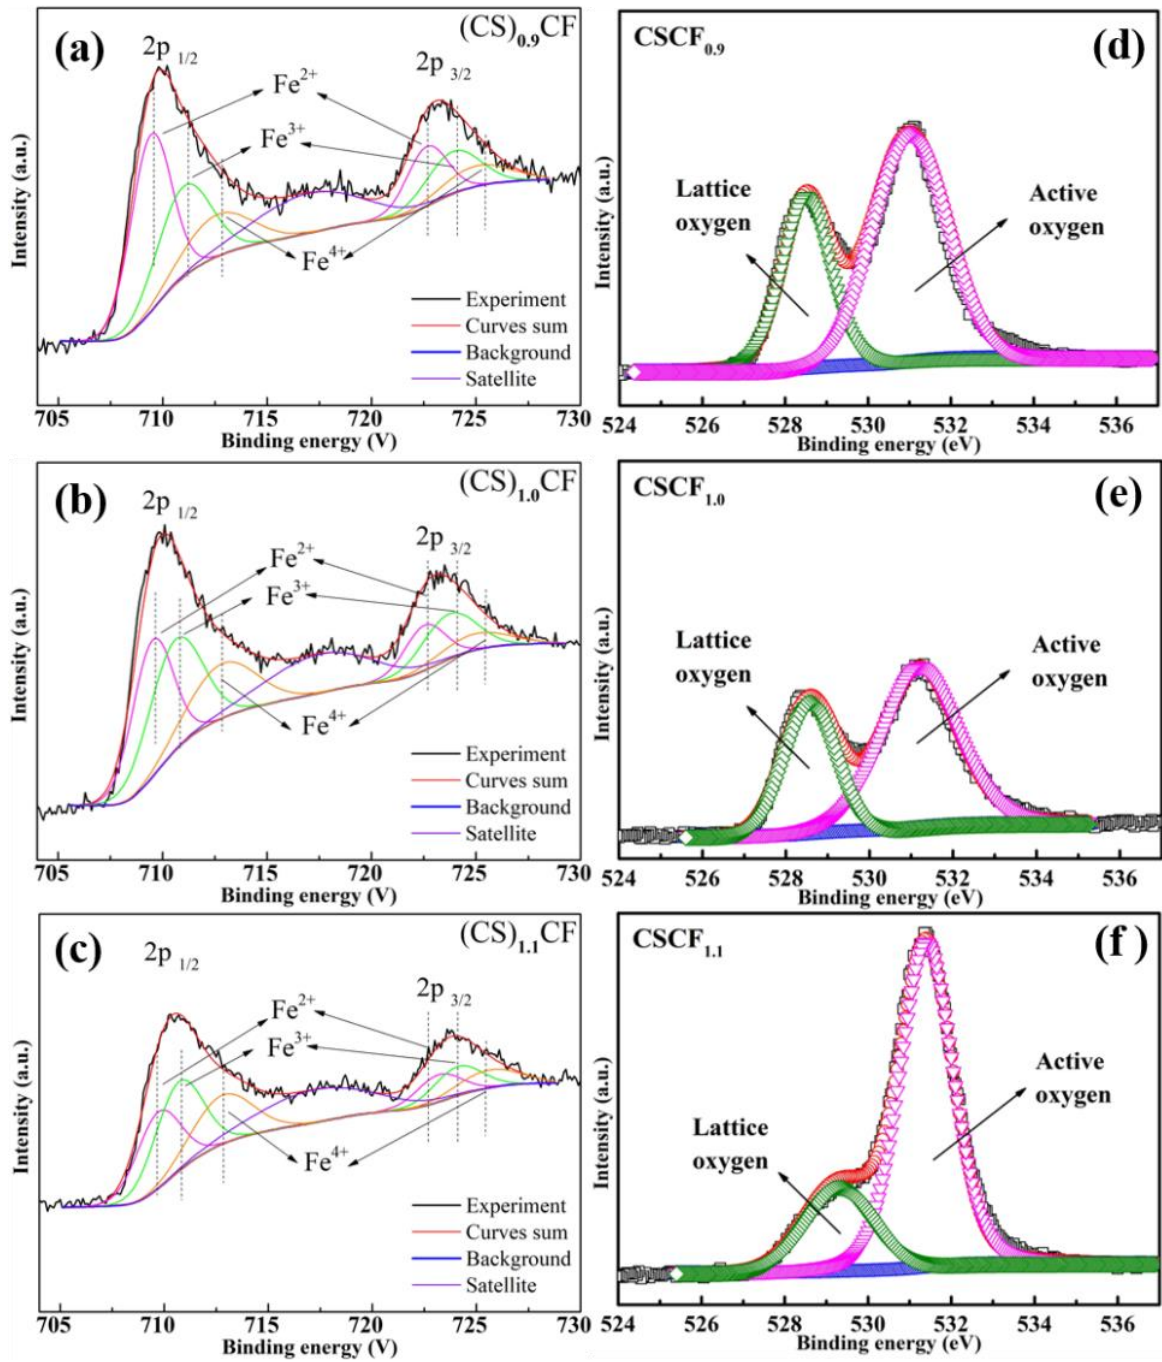 (a)
(CS)0.9CF
2p 1/2
2p 3/2
Fe2+
Fe3+
Fe4+
Experiment
Curves sum
Background
Satellite
Intensity (a.u.)
705 710 715 720 725 730
Binding energy (V)
CSCF0.9
(d)
Lattice
oxygen
Active
oxygen
Intensity (a.u.)
524 526 528 530 532 534 536
Binding energy (eV)
(b)
(CS)1.0CF
2p 1/2
2p 3/2
Fe2+
Fe3+
Fe4+
Experiment
Curves sum
Background
Satellite
Intensity (a.u.)
705 710 715 720 725 730
Binding energy (V)
CSCF1.0
(e)
Lattice
oxygen
Active
oxygen
Intensity (a.u.)
524 526 528 530 532 534 536
Binding energy (eV)
(c)
(CS)1.1CF
2p 1/2
2p 3/2
Fe2+
Fe3+
Fe4+
Experiment
Curves sum
Background
Satellite
Intensity (a.u.)
705 710 715 720 725 730
Binding energy (V)
CSCF1.1
(f )
Lattice
oxygen
Active
oxygen
Intensity (a.u.)
524 526 528 530 532 534 536
Binding energy (eV)